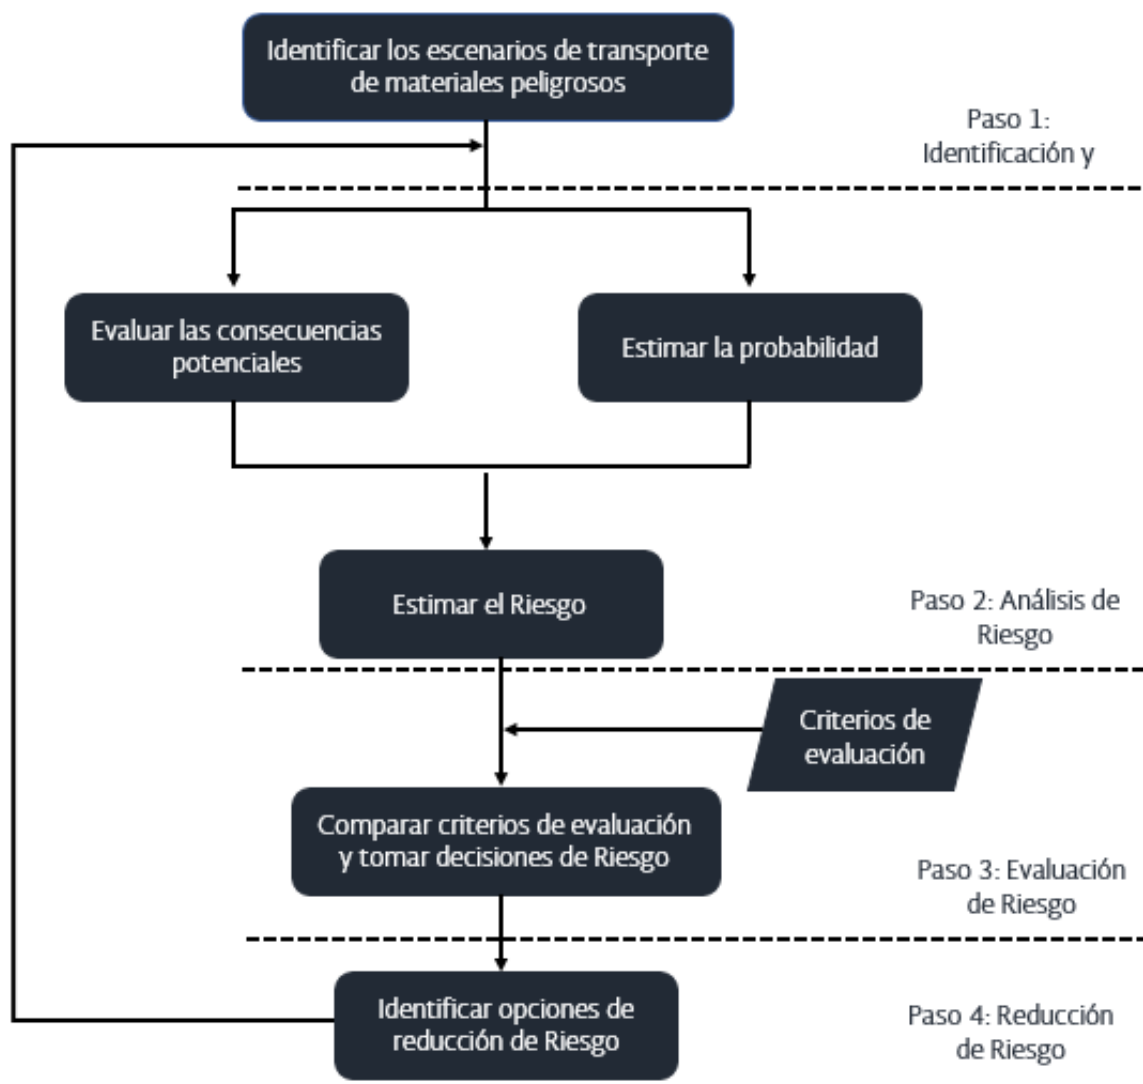 Identificar los escenarios de transporte
de materiales peligrosos
Paso 1:
Identificación y
Evaluar las consecuencias
potenciales
Estimar la probabilidad
Estimar el Riesgo
Paso 2: Análisis de
Riesgo
Criterios de
evaluación
Comparar criterios de evaluación
y tomar decisiones de Riesgo
Paso 3: Evaluación
de Riesgo
Identificar opciones de
reducción de Riesgo
Paso 4: Reducción
de Riesgo